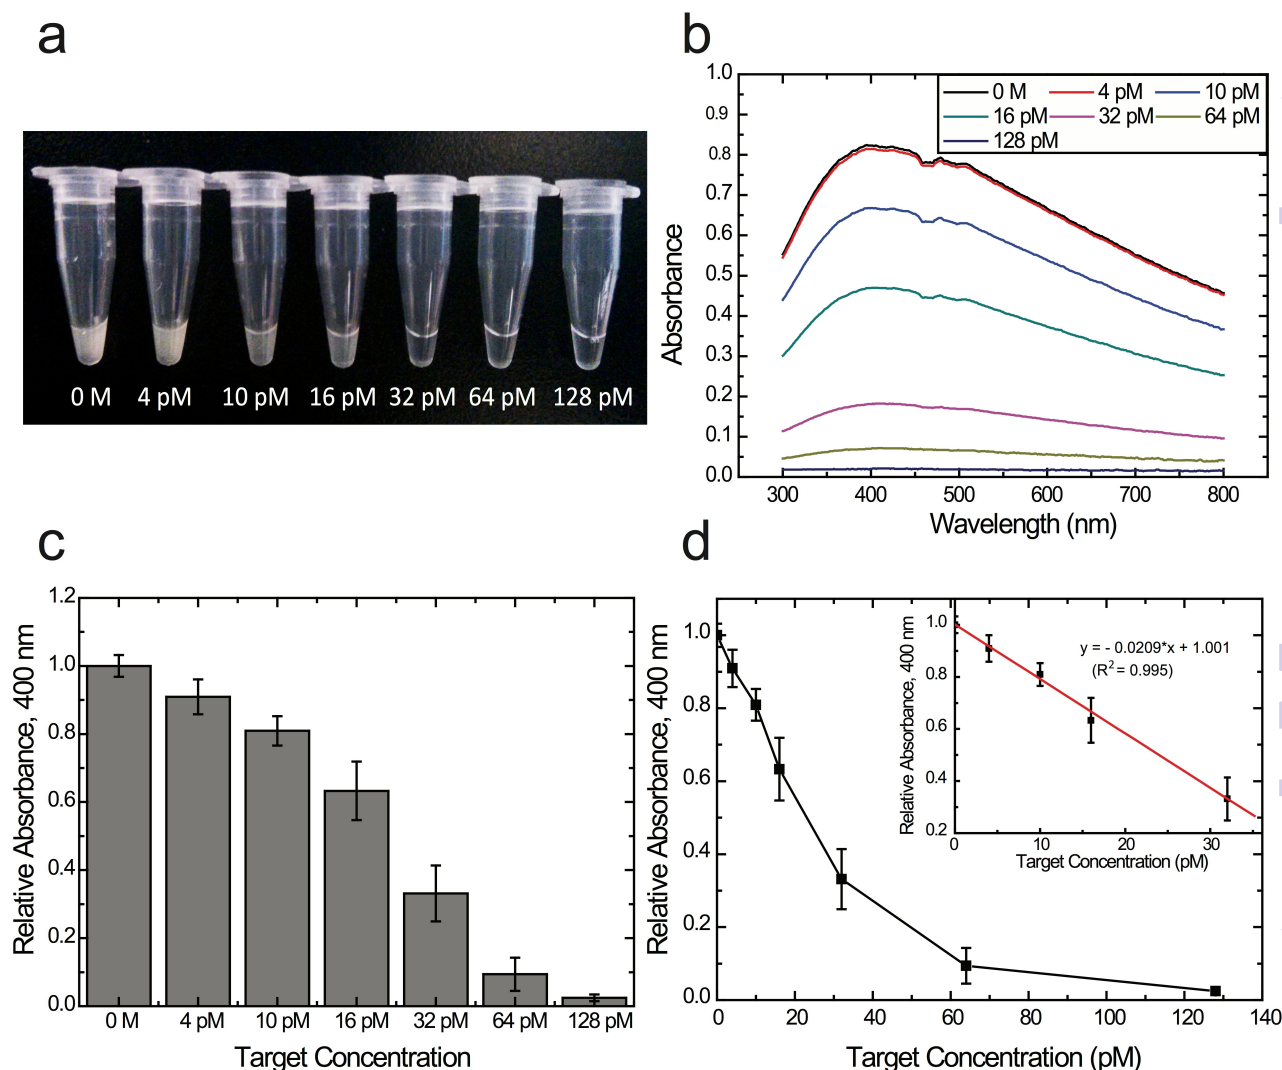 a
0 M 4 pM 10 pM 16 pM 32 pM 64 pM 128 pM
b
1.0
0.9
0.8
0.7
0.6
0.5
0.4
0.3
0.2
0.1
0.0
Absorbance
0 M 4 pM 10 pM
16 pM 32 pM 64 pM
128 pM
300 400 500 600 700 800
Wavelength (nm)
c
1.2
1.0
0.8
0.6
0.4
0.2
0.0
Relative Absorbance, 400 nm
0 M 4 pM 10 pM 16 pM 32 pM 64 pM 128 pM
Target Concentration
d
1.0
0.8
0.6
0.4
0.2
0.0
Relative Absorbance, 400 nm
0 20 40 60 80 100 120 140
Target Concentration (pM)
1.0
0.8
0.6
0.4
0.2
Relative Absorbance, 400 nm
y = - 0.0209*x + 1.001
(R² = 0.995)
0 10 20 30
Target Concentration (pM)